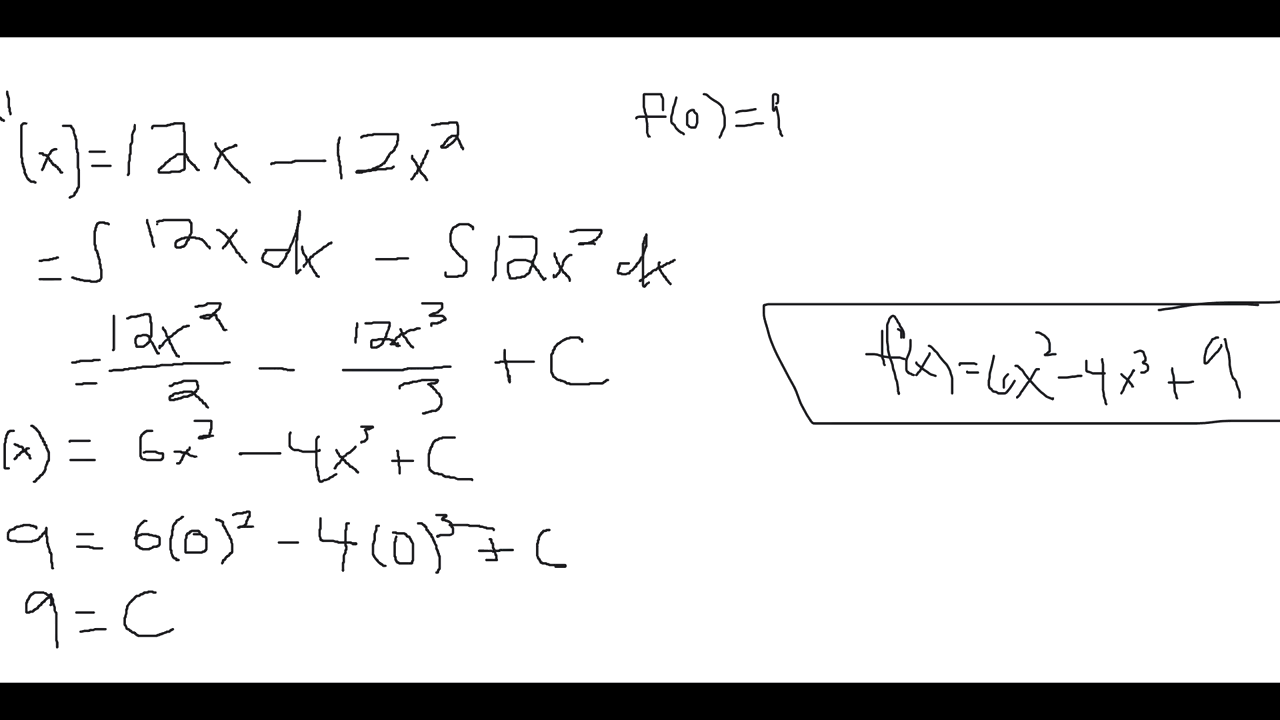 '(x) = 12x - 12x²
f(0) = 9
= ∫ 12x dx - ∫ 12x² dx
= 12x²/2 - 12x³/3 + C
f(x) = 6x² - 4x³ + 9
(x) = 6x² - 4x³ + C
9 = 6(0)² - 4(0)³ + C
9 = C